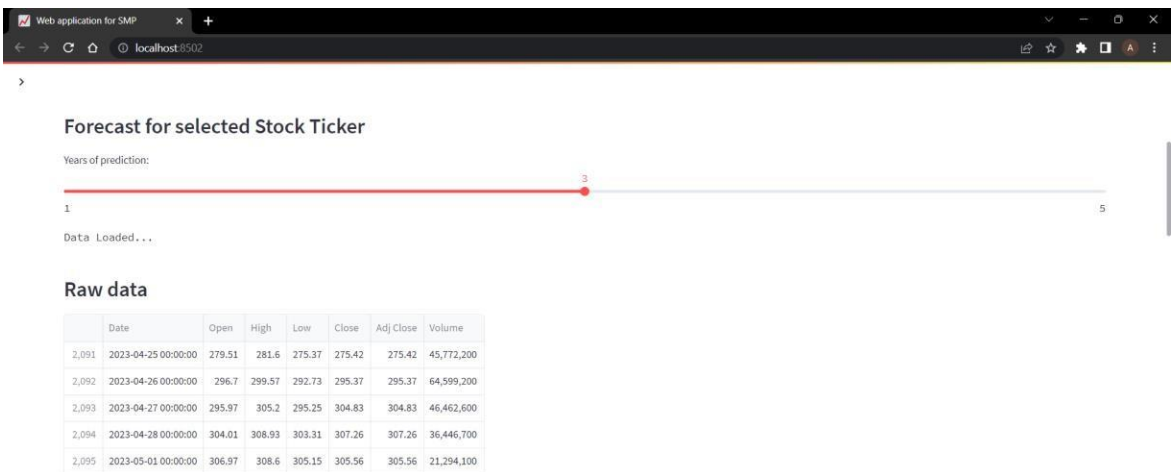 Web application for SMP
localhost:8502
A
Forecast for selected Stock Ticker
Years of prediction:
3
1 5
Data Loaded...
Raw data
Date Open High Low Close Adj Close Volume
2,091 2023-04-25 00:00:00 279.51 281.6 275.37 275.42 275.42 45,772,200
2,092 2023-04-26 00:00:00 296.7 299.57 292.73 295.37 295.37 64,599,200
2,093 2023-04-27 00:00:00 295.97 305.2 295.25 304.83 304.83 46,462,600
2,094 2023-04-28 00:00:00 304.01 308.93 303.31 307.26 307.26 36,446,700
2,095 2023-05-01 00:00:00 306.97 308.6 305.15 305.56 305.56 21,294,100